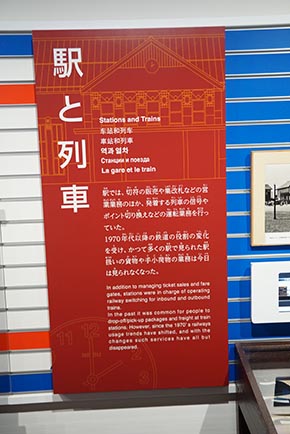 駅と列車
Stations and Trains
车站和列车
車站和列車
역과 열차
Станции и поезда
La gare et le train
駅では、切符の販売や集改札などの営
業業務のほか、発着する列車の信号や
ポイント切り換えなどの運転業務を行っ
ていた。
1970年代以降の鉄道の役割の変化
を受け、かつて多くの駅で見られた駅
扱いの貨物や手小荷物の業務は今日
は見られなくなった。
In addition to managing ticket sales and fare
gates, stations were in charge of operating
railway switching for inbound and outbound
trains.
In the past it was common for people to
drop-off/pick-up packages and freight at train
stations. However, since the 1970's railways
usage trends have shifted, and with the
changes such services have all but
disappeared.
11
12